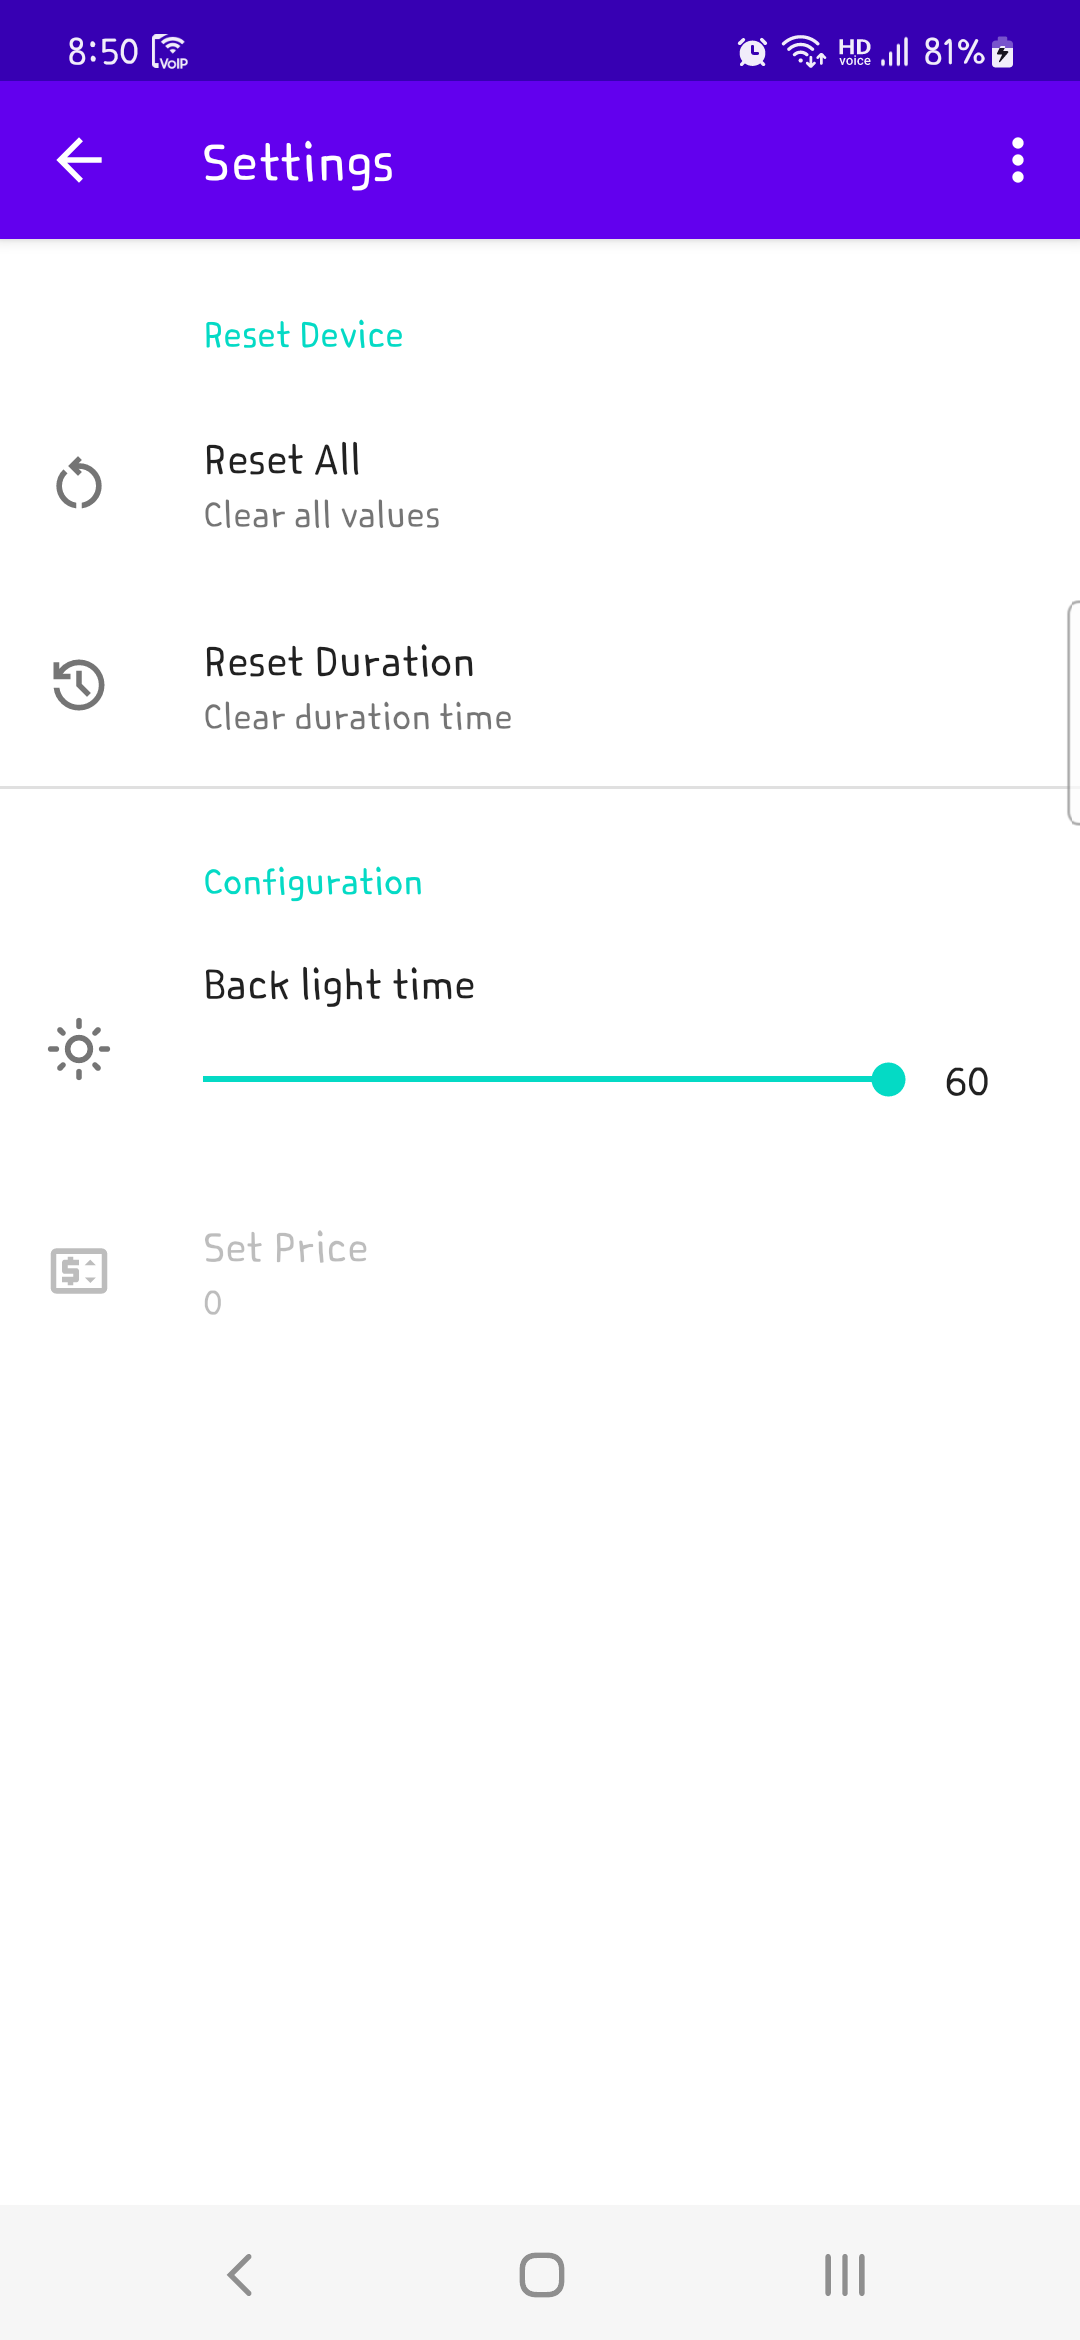 8:50 VoIP HD voice 81%
Settings
Reset Device
Reset All
Clear all values
Reset Duration
Clear duration time
Configuration
Back light time
60
Set Price
$
0